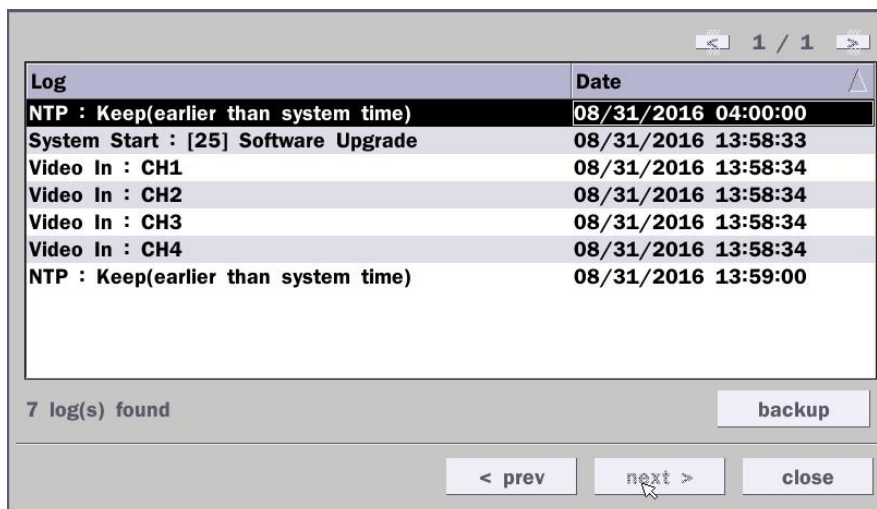 < 1 / 1 >
Log Date
NTP : Keep(earlier than system time) 08/31/2016 04:00:00
System Start : [25] Software Upgrade 08/31/2016 13:58:33
Video In : CH1 08/31/2016 13:58:34
Video In : CH2 08/31/2016 13:58:34
Video In : CH3 08/31/2016 13:58:34
Video In : CH4 08/31/2016 13:58:34
NTP : Keep(earlier than system time) 08/31/2016 13:59:00
7 log(s) found backup
< prev next > close